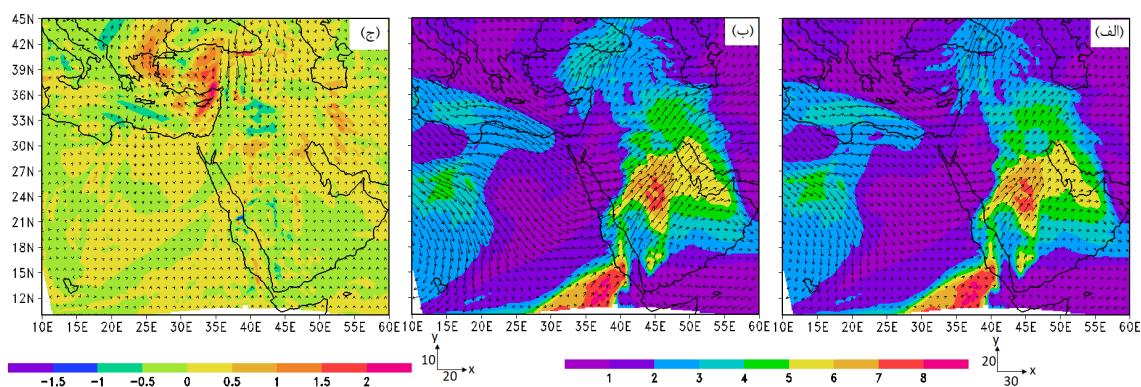 (ج) (ب) (الف)
45N
42N
39N
36N
33N
30N
27N
24N
21N
18N
15N
12N
10E 15E 20E 25E 30E 35E 40E 45E 50E 55E 60E
10E 15E 20E 25E 30E 35E 40E 45E 50E 55E 60E
10E 15E 20E 25E 30E 35E 40E 45E 50E 55E 60E
y
10
20
x
y
20
30
x
-1.5 -1 -0.5 0 0.5 1 1.5 2
1 2 3 4 5 6 7 8